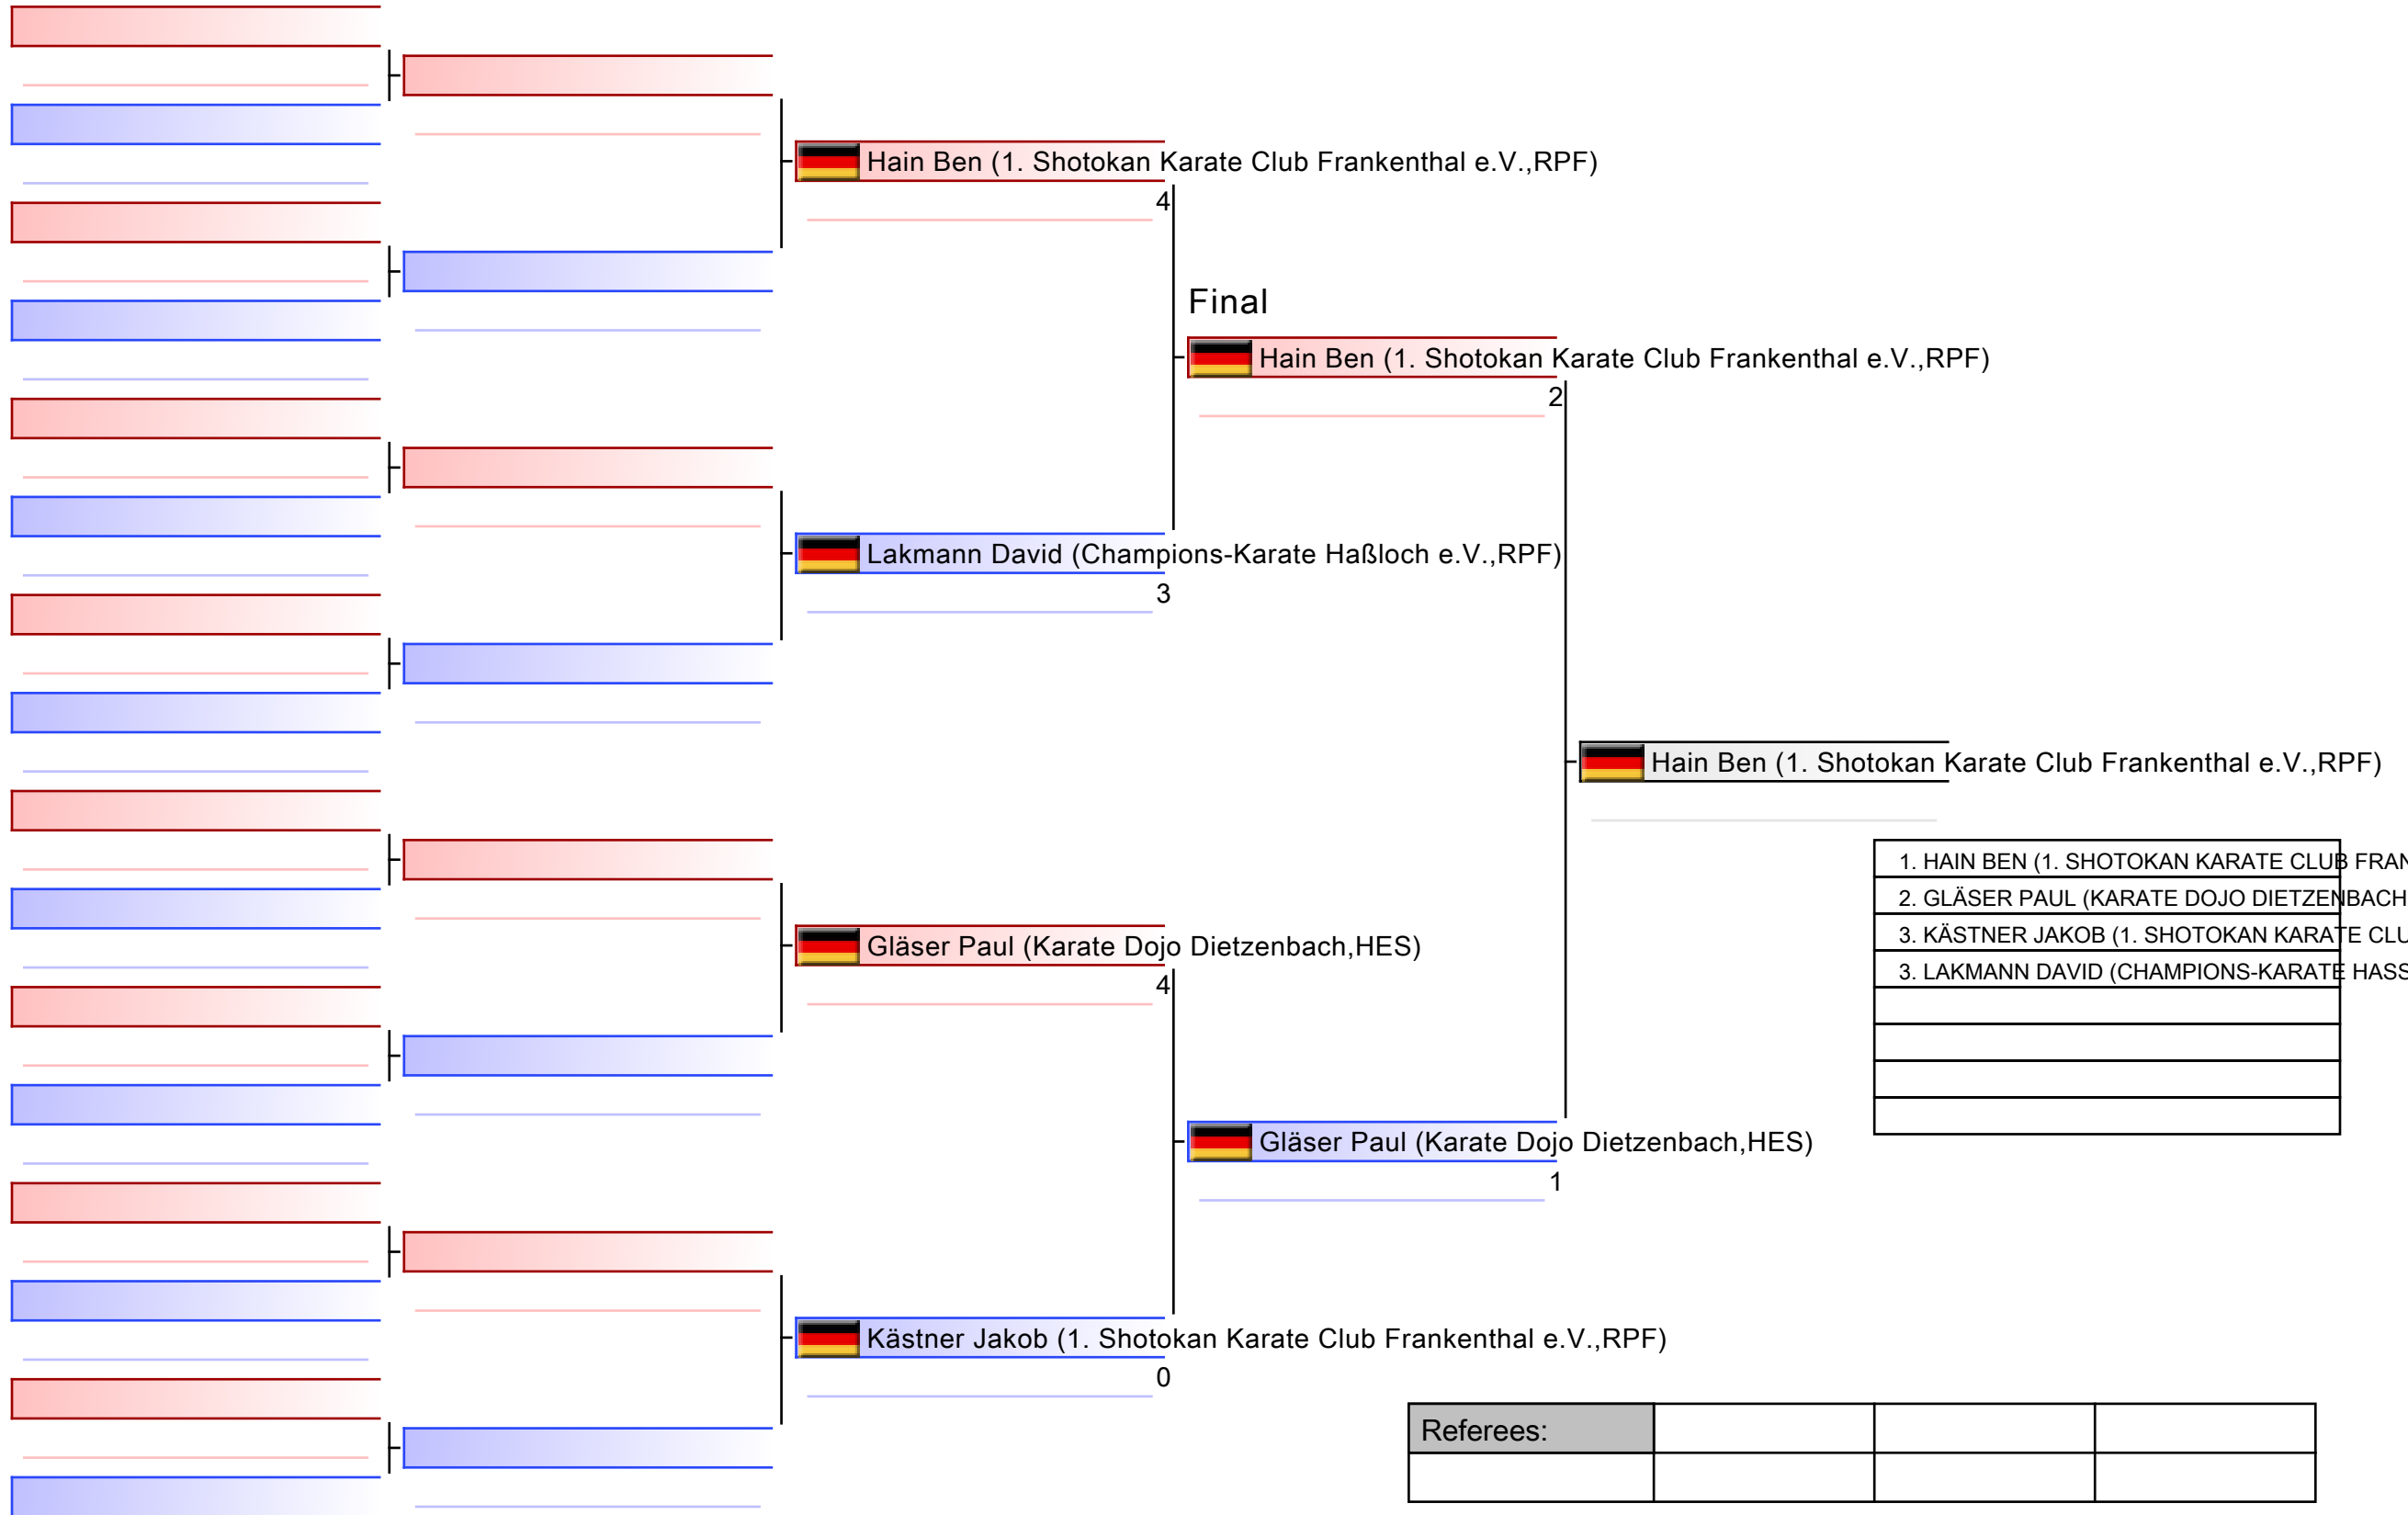 Hain Ben (1. Shotokan Karate Club Frankenthal e.V.,RPF)
4
Final
Hain Ben (1. Shotokan Karate Club Frankenthal e.V.,RPF)
2
Lakmann David (Champions-Karate Haßloch e.V.,RPF)
3
Hain Ben (1. Shotokan Karate Club Frankenthal e.V.,RPF)
1. HAIN BEN (1. SHOTOKAN KARATE CLUB FRAN
2. GLÄSER PAUL (KARATE DOJO DIETZENBACH
3. KÄSTNER JAKOB (1. SHOTOKAN KARATE CLU
3. LAKMANN DAVID (CHAMPIONS-KARATE HASS
Gläser Paul (Karate Dojo Dietzenbach,HES)
4
Gläser Paul (Karate Dojo Dietzenbach,HES)
1
Kästner Jakob (1. Shotokan Karate Club Frankenthal e.V.,RPF)
0
Referees: